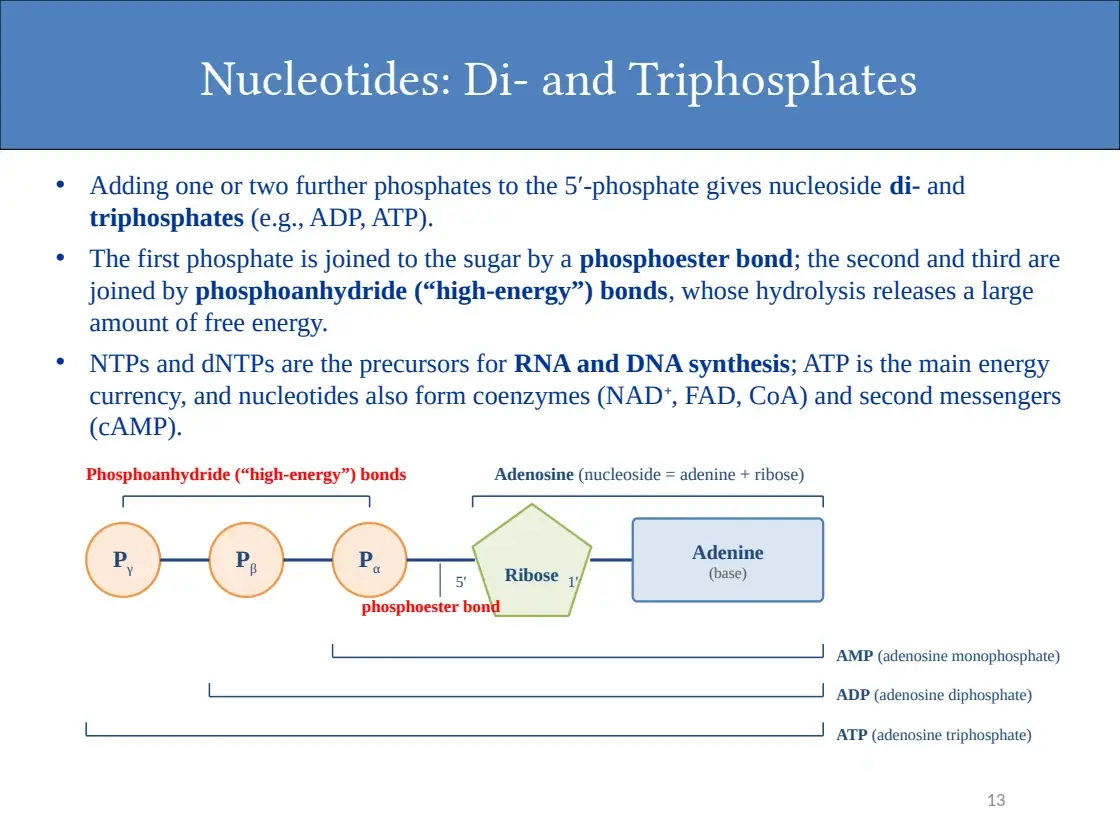 Nucleotides: Di- and Triphosphates
• Adding one or two further phosphates to the 5′-phosphate gives nucleoside di- and
triphosphates (e.g., ADP, ATP).
• The first phosphate is joined to the sugar by a phosphoester bond; the second and third are
joined by phosphoanhydride (“high-energy”) bonds, whose hydrolysis releases a large
amount of free energy.
• NTPs and dNTPs are the precursors for RNA and DNA synthesis; ATP is the main energy
currency, and nucleotides also form coenzymes (NAD⁺, FAD, CoA) and second messengers
(cAMP).
Phosphoanhydride (“high-energy”) bonds
Adenosine (nucleoside = adenine + ribose)
Pγ
Pβ
Pα
5′
Ribose
1′
Adenine
(base)
phosphoester bond
AMP (adenosine monophosphate)
ADP (adenosine diphosphate)
ATP (adenosine triphosphate)
13